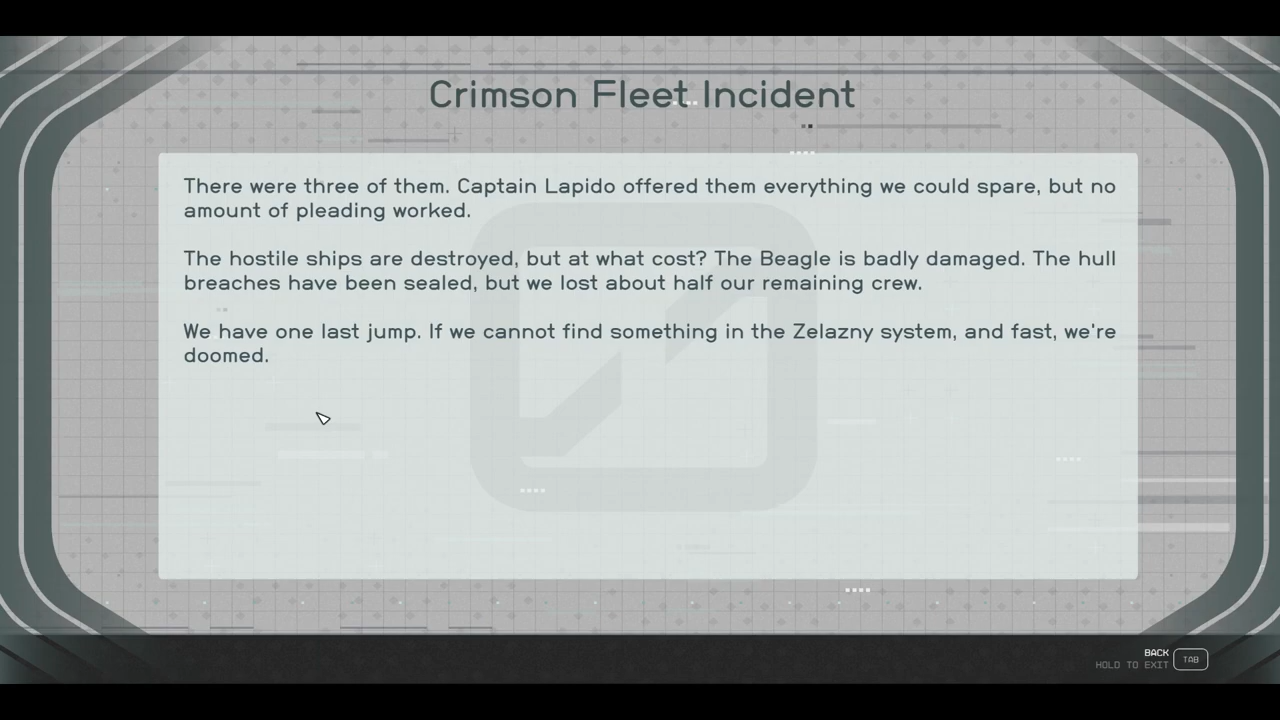 Crimson Fleet Incident
There were three of them. Captain Lapido offered them everything we could spare, but no
amount of pleading worked.
The hostile ships are destroyed, but at what cost? The Beagle is badly damaged. The hull
breaches have been sealed, but we lost about half our remaining crew.
We have one last jump. If we cannot find something in the Zelazny system, and fast, we're
doomed.
BACK
HOLD TO EXIT
TAB